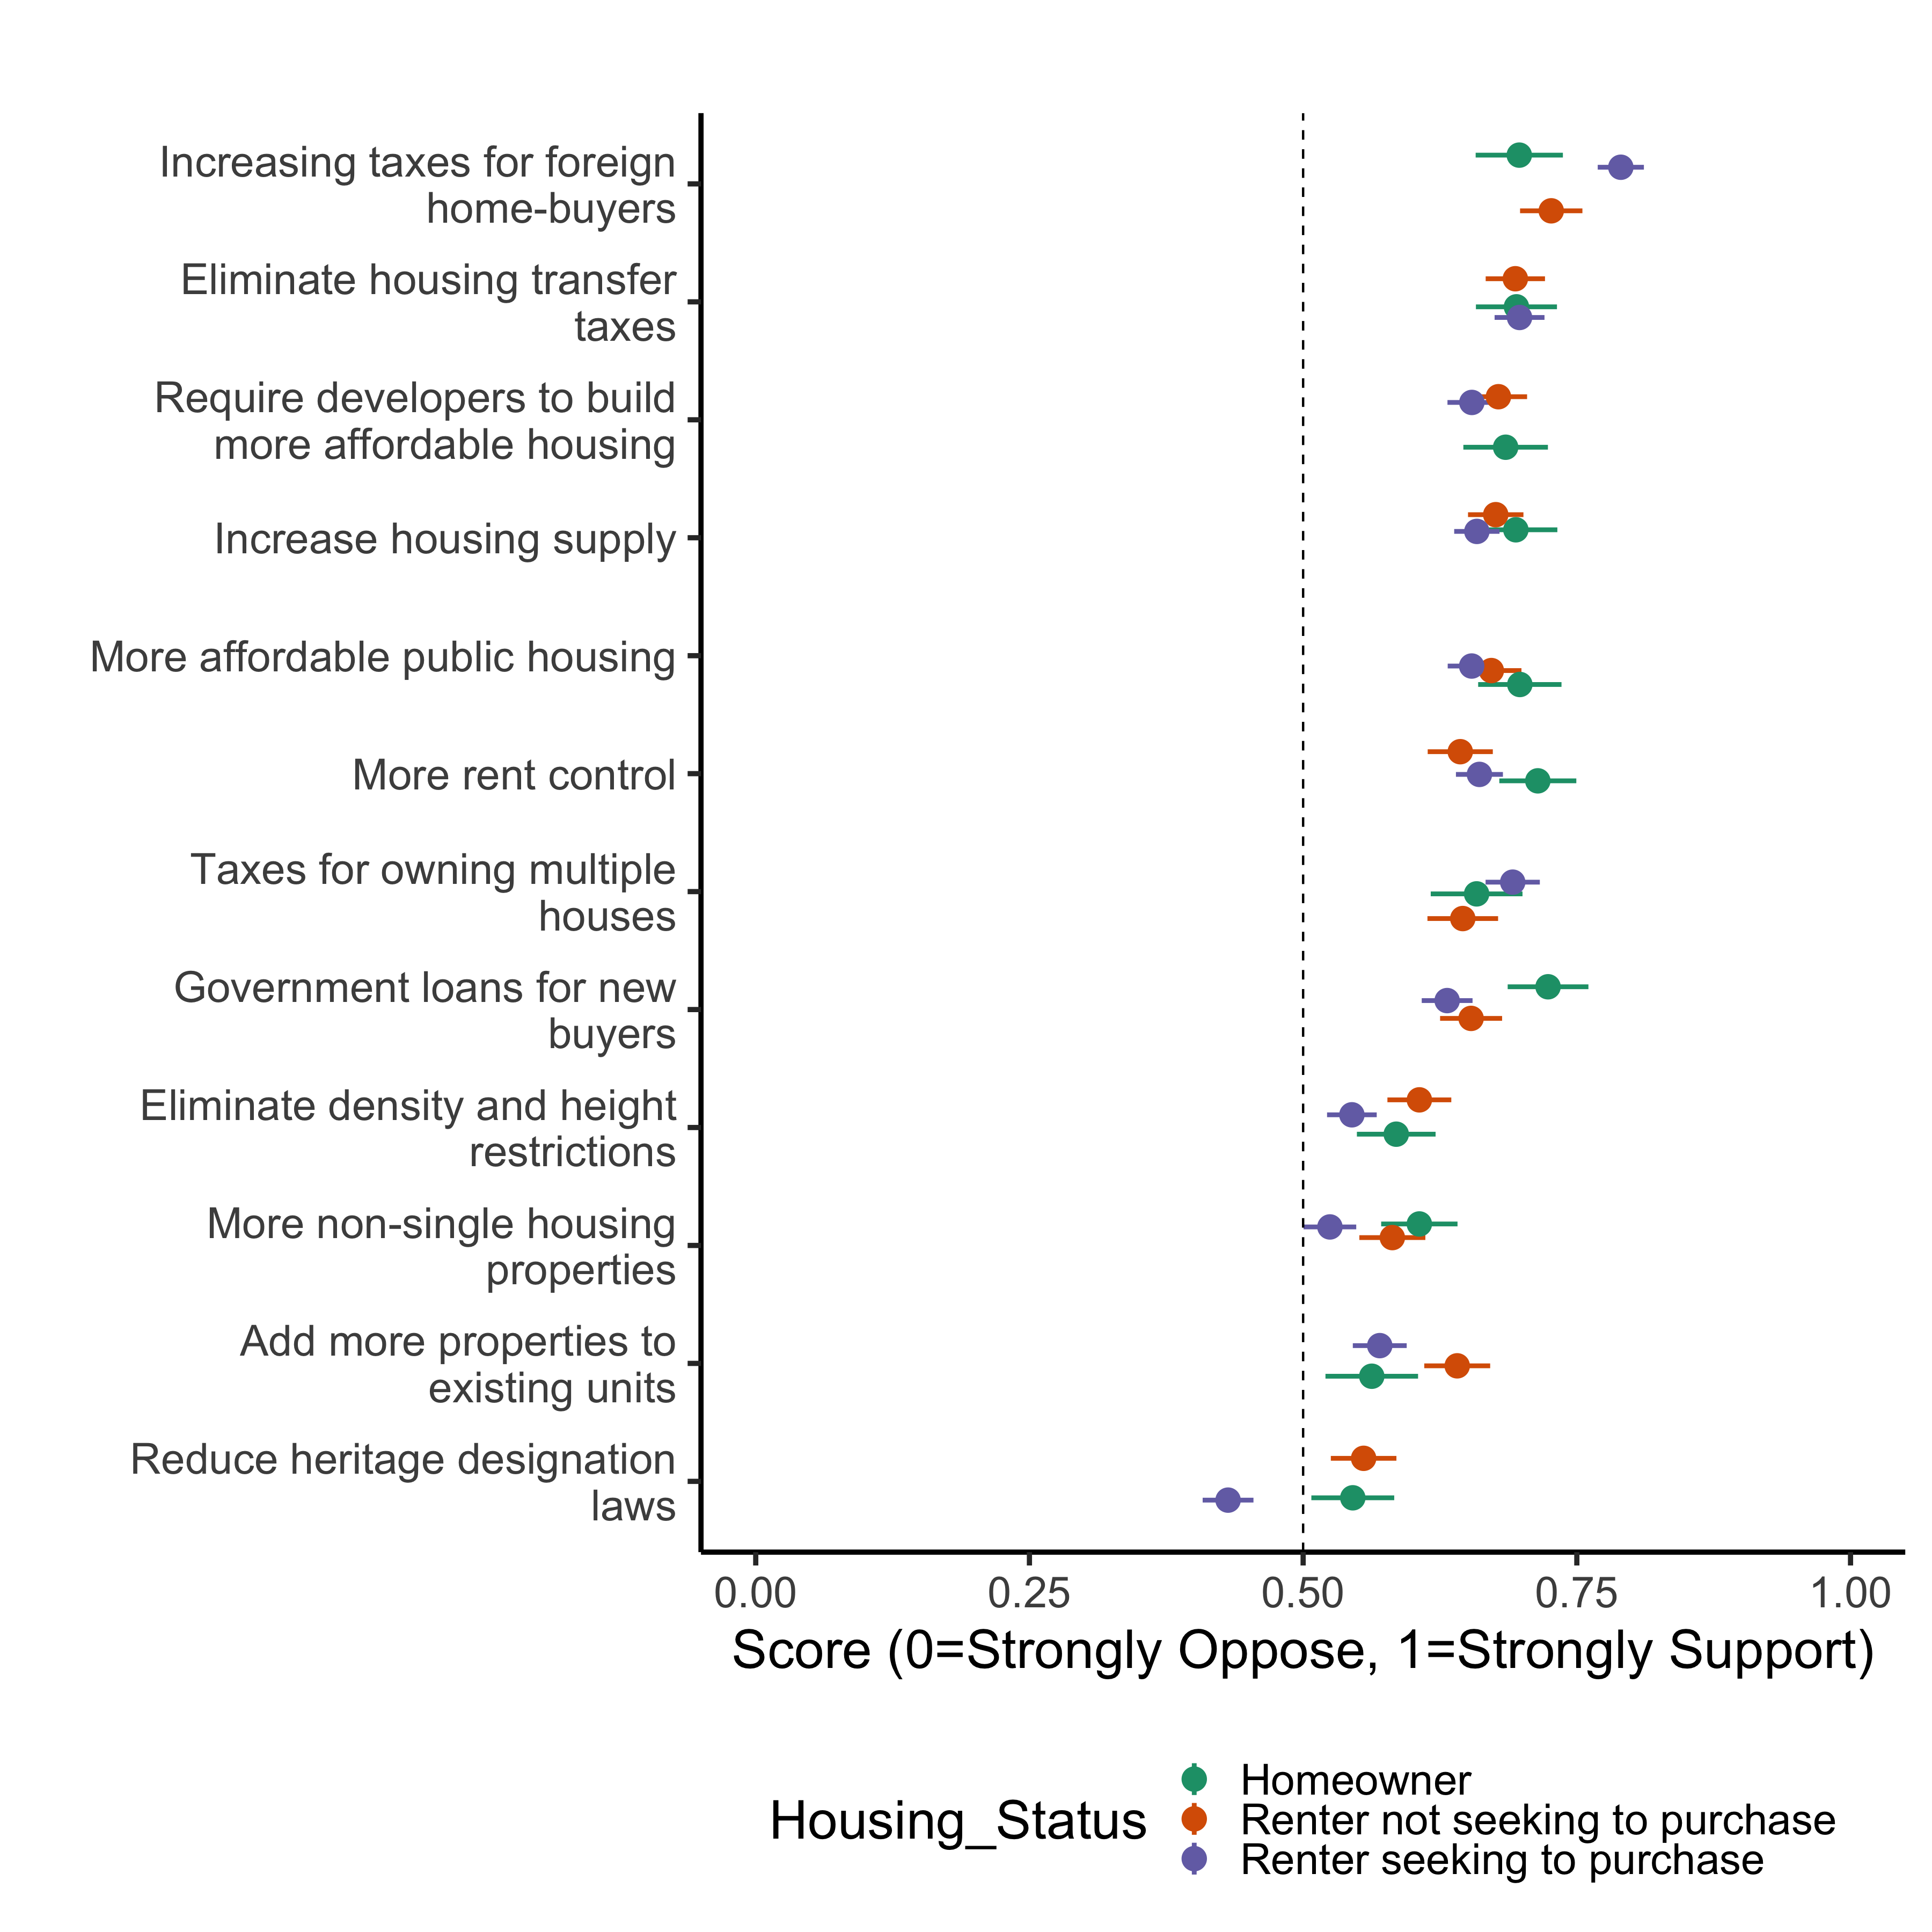 Increasing taxes for foreign
home-buyers
Eliminate housing transfer
taxes
Require developers to build
more affordable housing
Increase housing supply
More affordable public housing
More rent control
Taxes for owning multiple
houses
Government loans for new
buyers
Eliminate density and height
restrictions
More non-single housing
properties
Add more properties to
existing units
Reduce heritage designation
laws
0.00 0.25 0.50 0.75 1.00
Score (0=Strongly Oppose, 1=Strongly Support)
Housing_Status
Homeowner
Renter not seeking to purchase
Renter seeking to purchase